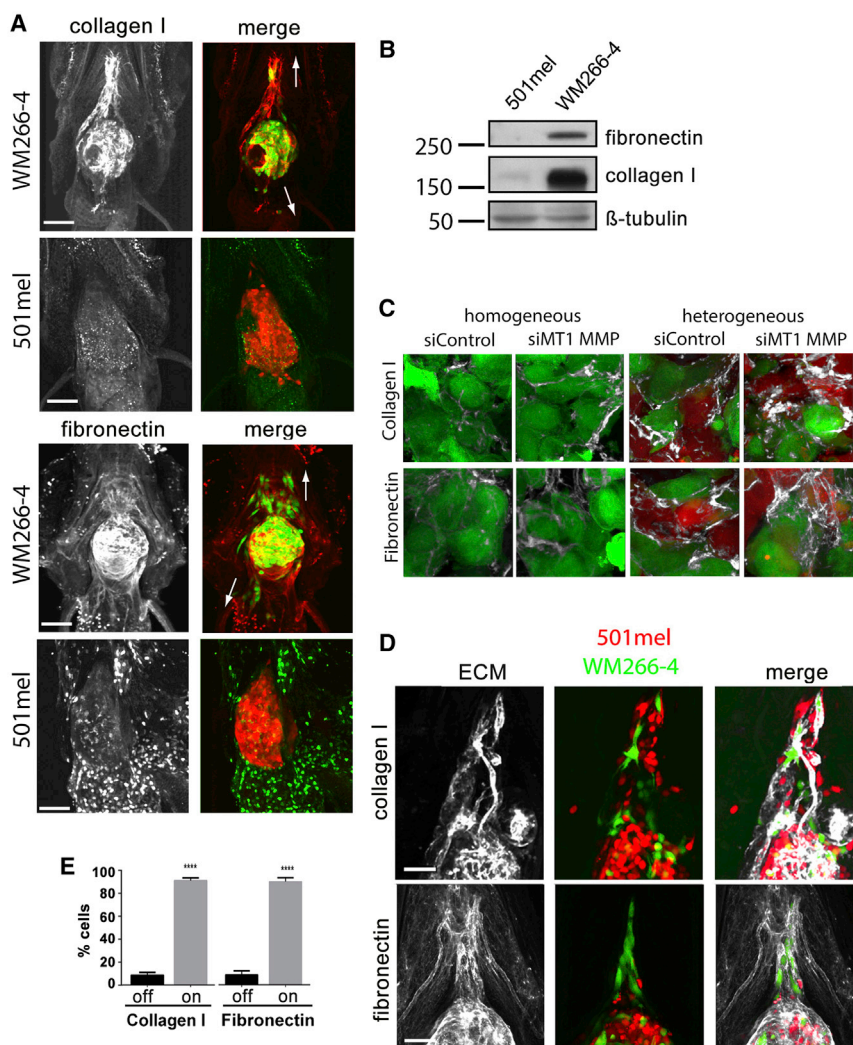 A
collagen I
merge
WM266-4
501mel
fibronectin
merge
WM266-4
501mel
B
501mel
WM266-4
fibronectin
250
collagen I
150
ß-tubulin
50
C
homogeneous
heterogeneous
siControl
siMT1 MMP
siControl
siMT1 MMP
Collagen I
Fibronectin
D
501mel
WM266-4
ECM
merge
collagen I
fibronectin
E
% cells
100
80
60
40
20
0
****
****
off
on
off
on
Collagen I
Fibronectin